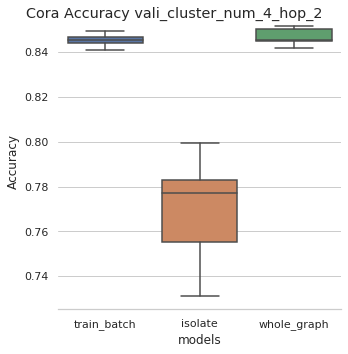 Cora Accuracy vali_cluster_num_4_hop_2
0.84
0.82
0.80
0.78
0.76
0.74
Accuracy
train_batch
isolate
whole_graph
models